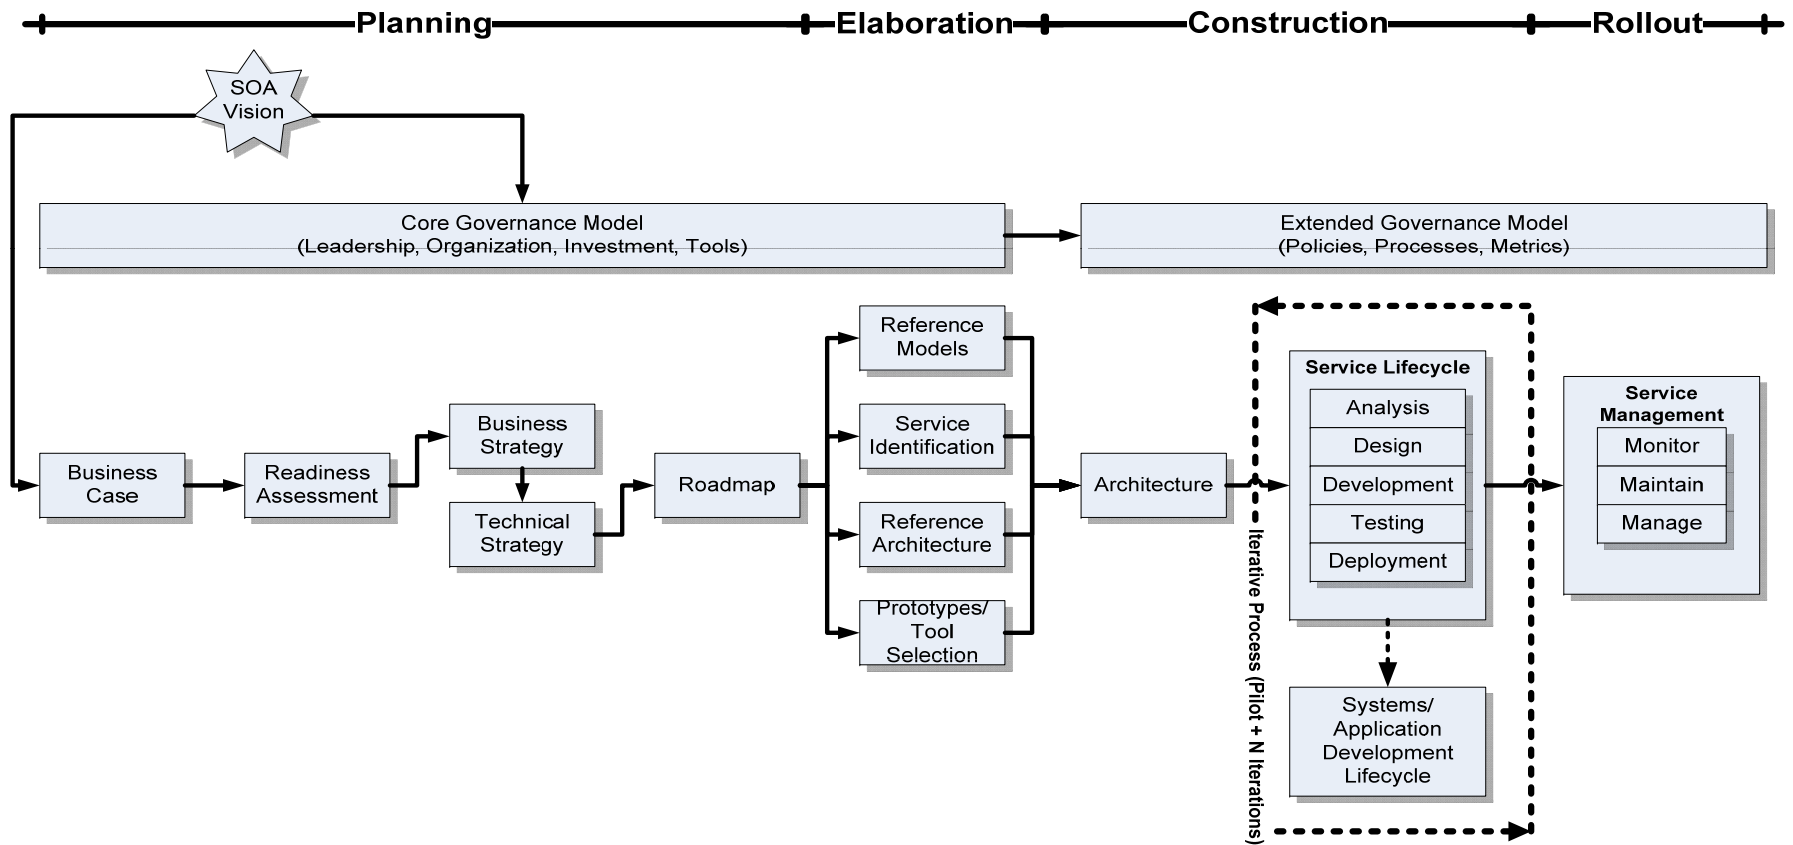 Planning
Elaboration
Construction
Rollout
SOA
Vision
Core Governance Model
(Leadership, Organization, Investment, Tools)
Extended Governance Model
(Policies, Processes, Metrics)
Business
Case
Readiness
Assessment
Business
Strategy
Technical
Strategy
Roadmap
Reference
Models
Service
Identification
Reference
Architecture
Prototypes/
Tool
Selection
Architecture
Iterative Process (Pilot + N Iterations)
Service Lifecycle
Analysis
Design
Development
Testing
Deployment
Systems/
Application
Development
Lifecycle
Service
Management
Monitor
Maintain
Manage